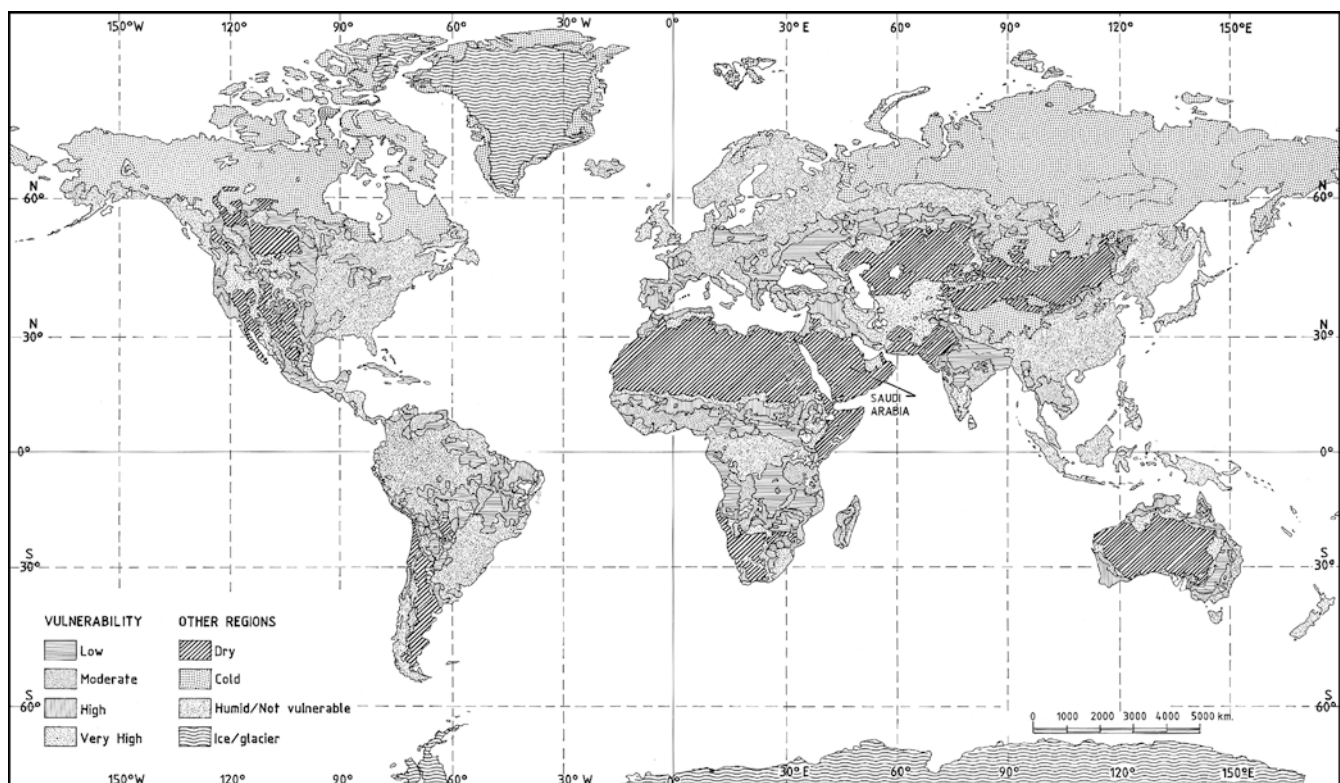 150°W 120° 90° 60° 30°W 0° 30°E 60° 90° 120° 150°E
N N
60° 60°
N N
30° 30°
SAUDI
ARABIA
0° 0°
S S
30° 30°
VULNERABILITY OTHER REGIONS
Low Dry
Moderate Cold
High Humid/Not vulnerable
Very High Ice/glacier
S S
60° 60°
0 1000 2000 3000 4000 5000 km.
150°W 120° 90° 60° 30°W 0° 30°E 60° 90° 120° 150°E